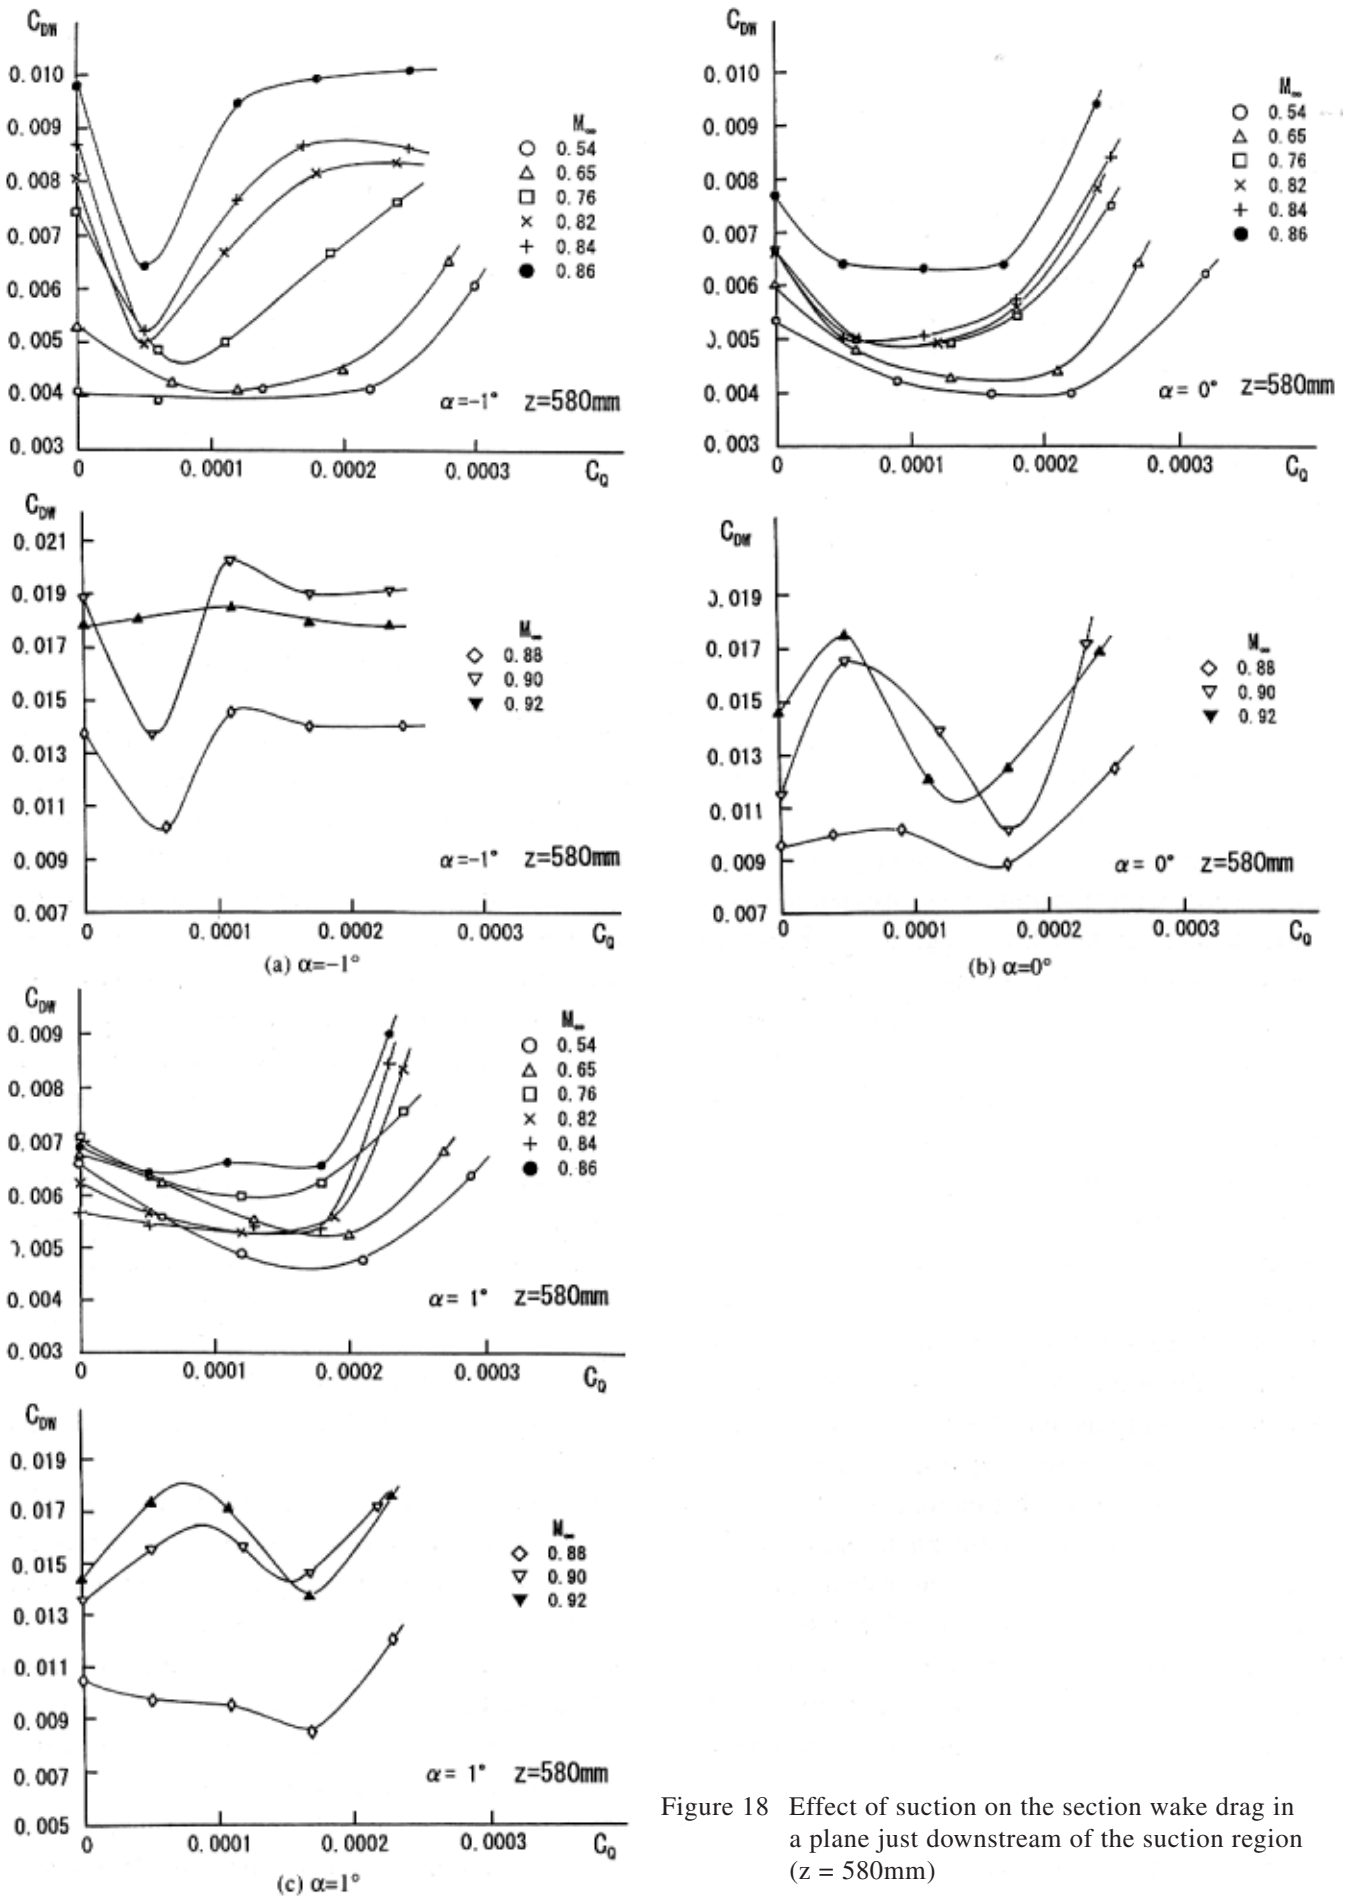 C_DW
0.010
0.009
0.008
0.007
0.006
0.005
0.004
0.003
M∞
○ 0.54
△ 0.65
□ 0.76
× 0.82
+ 0.84
● 0.86
α=-1° z=580mm
0 0.0001 0.0002 0.0003 C_Q
C_DW
0.010
0.009
0.008
0.007
0.006
0.005
0.004
0.003
M∞
○ 0.54
△ 0.65
□ 0.76
× 0.82
+ 0.84
● 0.86
α= 0° z=580mm
0 0.0001 0.0002 0.0003 C_Q
C_DW
0.021
0.019
0.017
0.015
0.013
0.011
0.009
0.007
M∞
◇ 0.88
▽ 0.90
▼ 0.92
α=-1° z=580mm
0 0.0001 0.0002 0.0003 C_Q
(a) α=-1°
C_DW
0.019
0.017
0.015
0.013
0.011
0.009
0.007
M∞
◇ 0.88
▽ 0.90
▼ 0.92
α= 0° z=580mm
0 0.0001 0.0002 0.0003 C_Q
(b) α=0°
C_DW
0.009
0.008
0.007
0.006
0.005
0.004
0.003
M∞
○ 0.54
△ 0.65
□ 0.76
× 0.82
+ 0.84
● 0.86
α= 1° z=580mm
0 0.0001 0.0002 0.0003 C_Q
C_DW
0.019
0.017
0.015
0.013
0.011
0.009
0.007
0.005
M∞
◇ 0.88
▽ 0.90
▼ 0.92
α= 1° z=580mm
0 0.0001 0.0002 0.0003 C_Q
(c) α=1°
Figure 18 Effect of suction on the section wake drag in
a plane just downstream of the suction region
(z = 580mm)